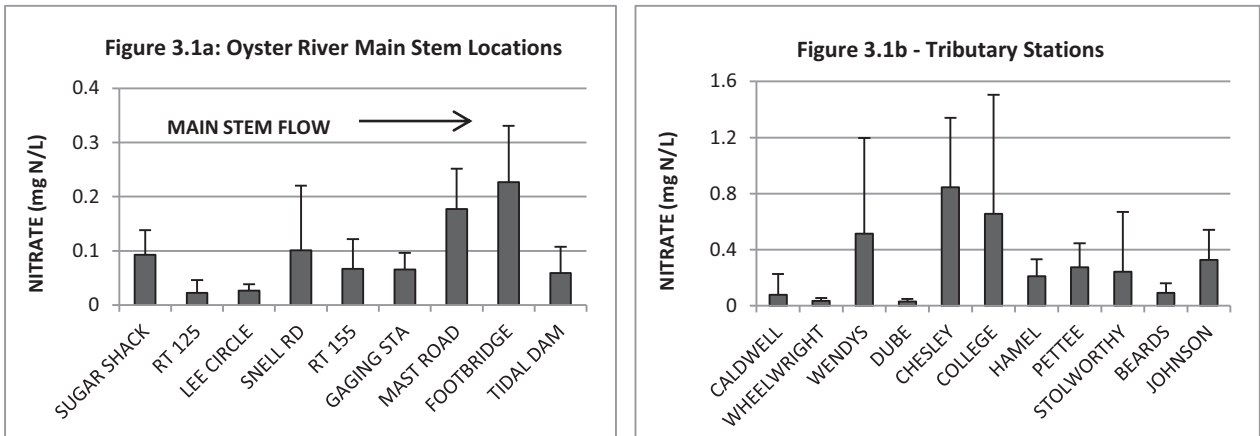 Figure 3.1a: Oyster River Main Stem Locations
NITRATE (mg N/L)
0.4
0.3
0.2
0.1
0
MAIN STEM FLOW
SUGAR SHACK
RT 125
LEE CIRCLE
SNELL RD
RT 155
GAGING STA
MAST ROAD
FOOTBRIDGE
TIDAL DAM
Figure 3.1b - Tributary Stations
NITRATE (mg N/L)
1.6
1.2
0.8
0.4
0
CALDWELL
WHEELWRIGHT
WENDYS
DUBE
CHESLEY
COLLEGE
HAMEL
PETTEE
STOLWORTHY
BEARDS
JOHNSON